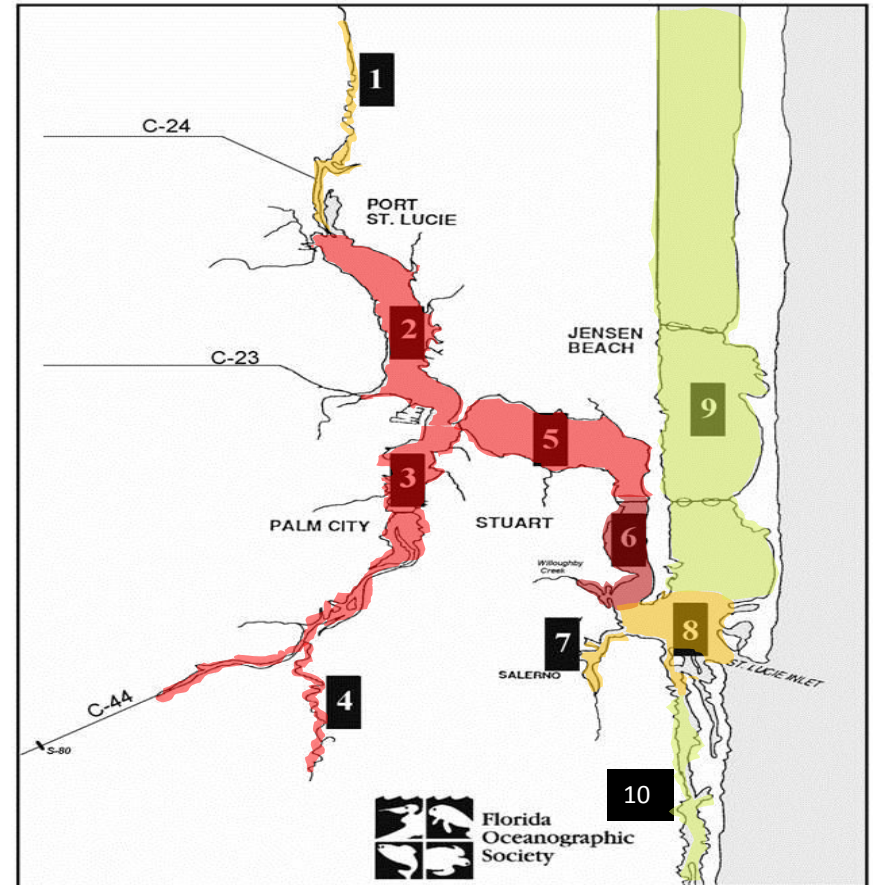 1
C-24
PORT
ST. LUCIE
2
JENSEN
BEACH
C-23
9
5
3
PALM CITY
STUART
6
Willoughby
Creek
7
8
SALERNO
ST. LUCIE INLET
C-44
4
S-80
10
Florida
Oceanographic
Society